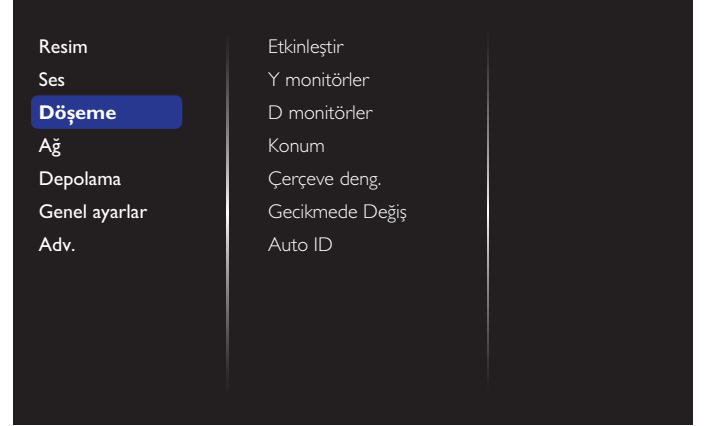 Resim
Ses
Döşeme
Ağ
Depolama
Genel ayarlar
Adv.
Etkinleştir
Y monitörler
D monitörler
Konum
Çerçeve deng.
Gecikmede Değiş
Auto ID